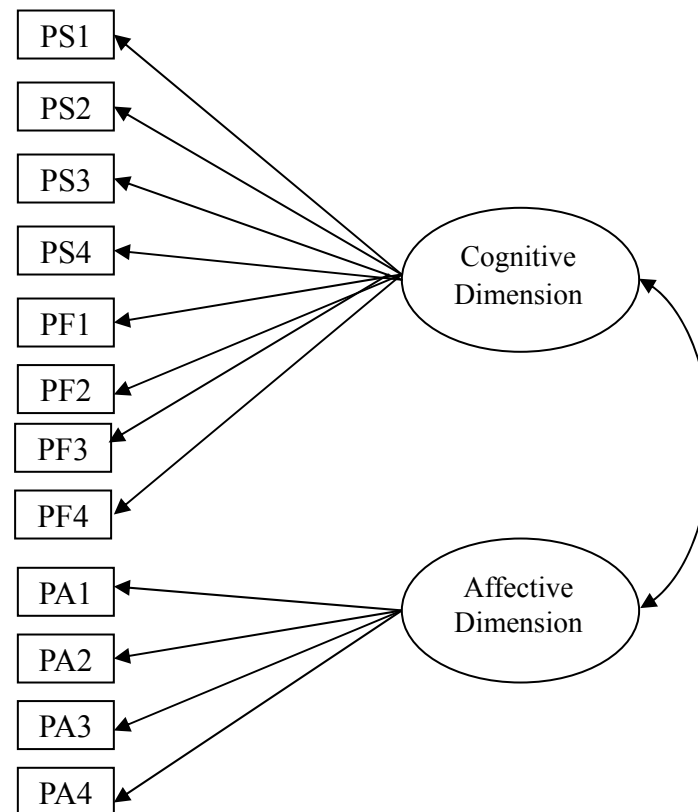 PS1
PS2
PS3
PS4
PF1
PF2
PF3
PF4
PA1
PA2
PA3
PA4
Cognitive
Dimension
Affective
Dimension